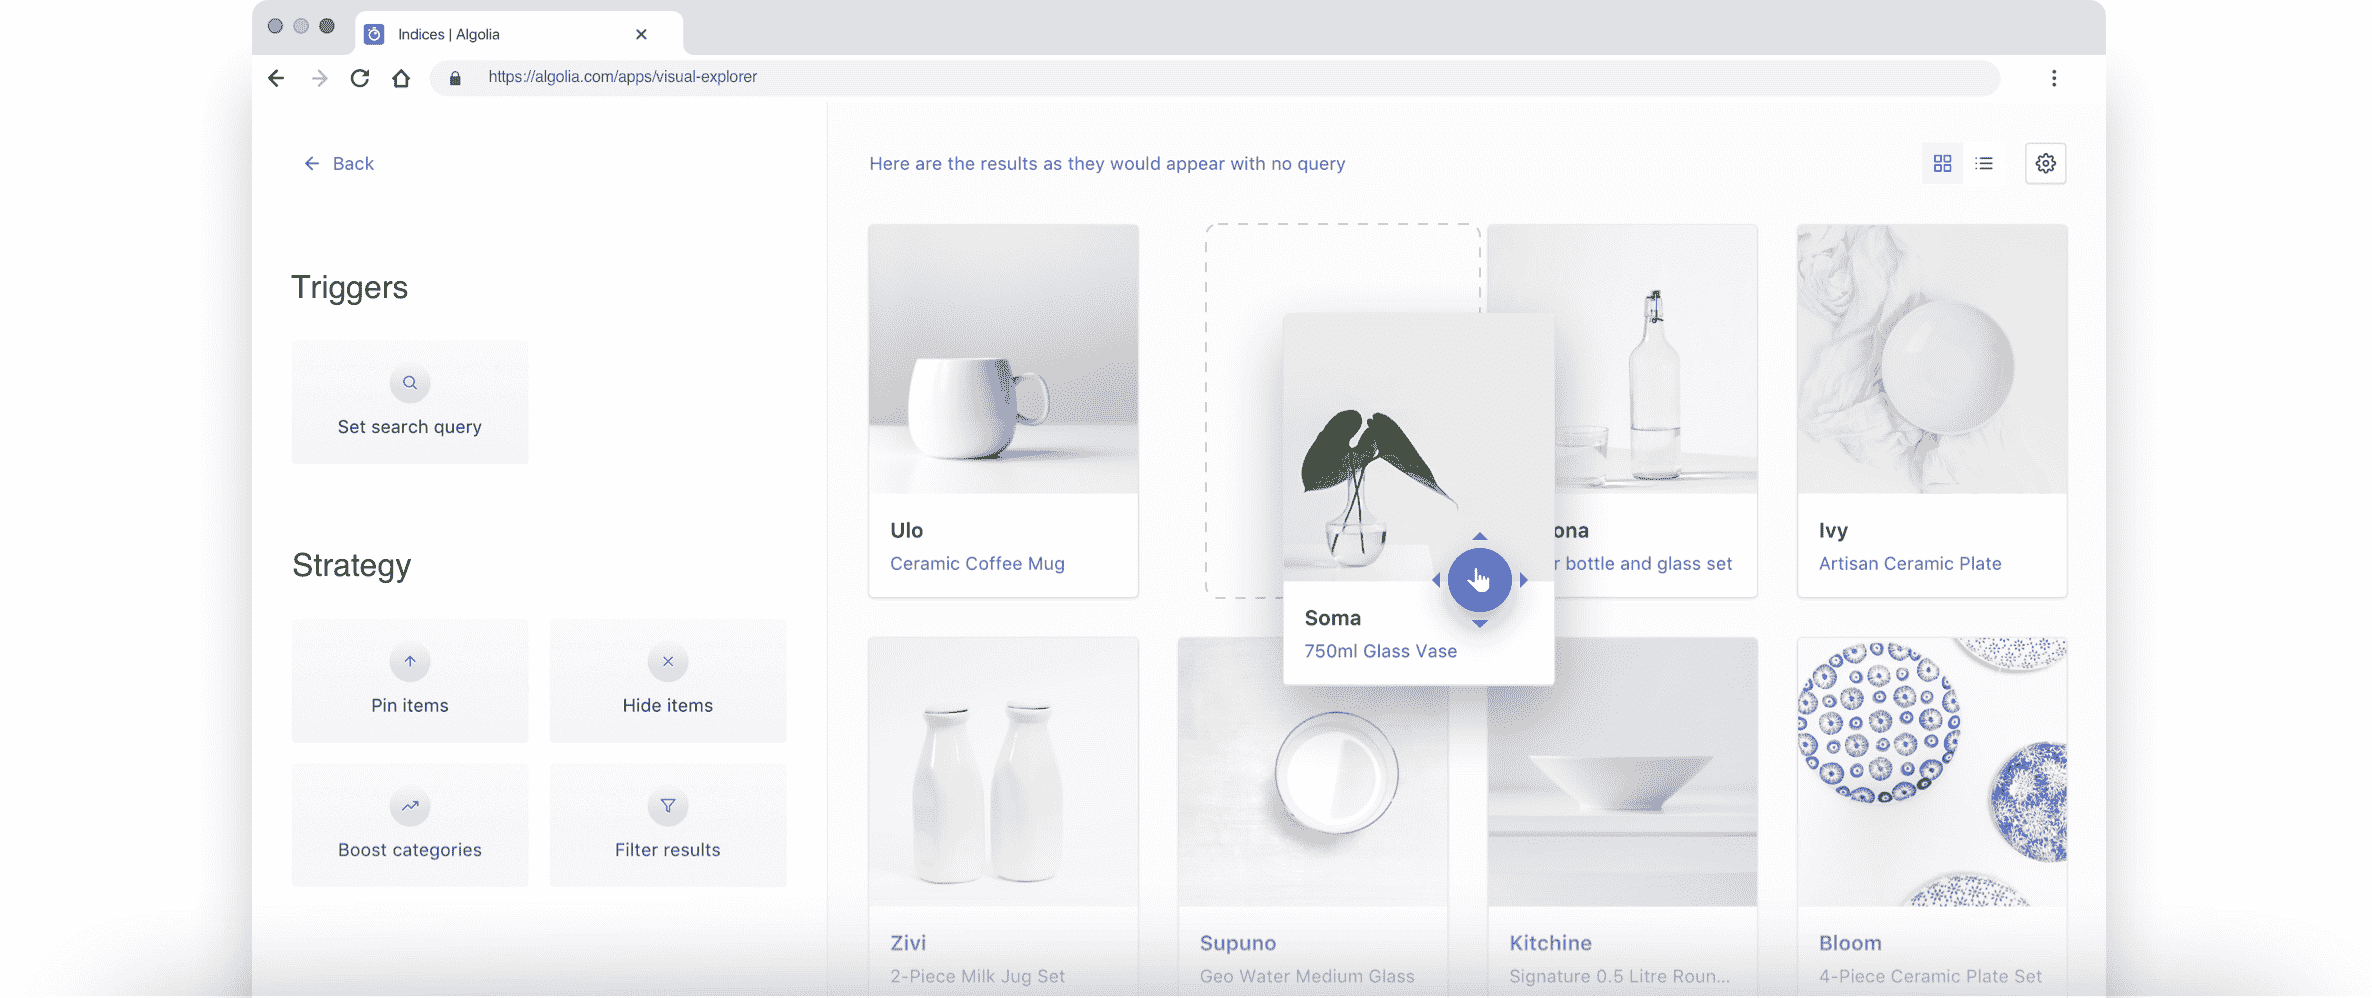 Indices | Algolia
https://algolia.com/apps/visual-explorer
Back
Here are the results as they would appear with no query
Triggers
Set search query
Strategy
Pin items
Hide items
Boost categories
Filter results
Ulo
Ceramic Coffee Mug
Soma
750ml Glass Vase
ona
r bottle and glass set
Ivy
Artisan Ceramic Plate
Zivi
2-Piece Milk Jug Set
Supuno
Geo Water Medium Glass
Kitchine
Signature 0.5 Litre Roun...
Bloom
4-Piece Ceramic Plate Set